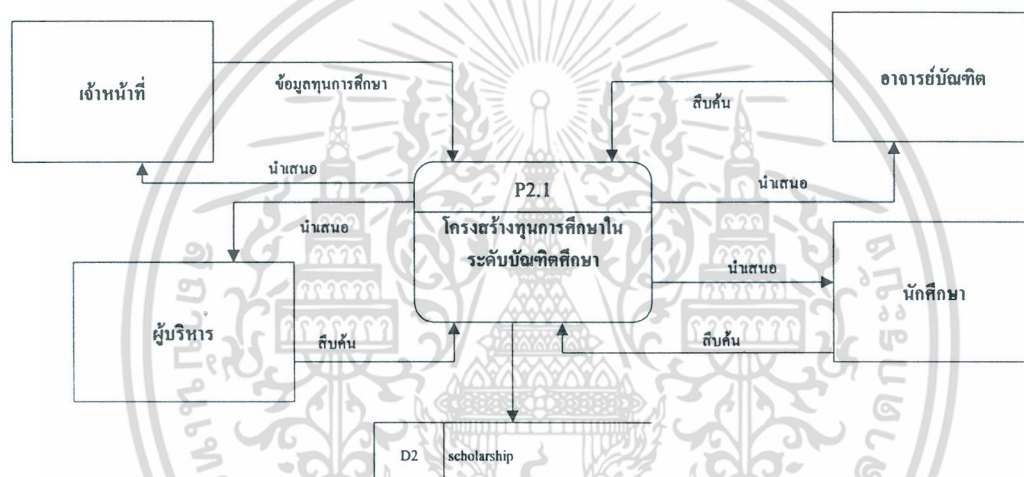 เจ้าหน้าที่
ข้อมูลทุนการศึกษา
สืบค้น
อาจารย์บัณฑิต
นำเสนอ
P2.1
นำเสนอ
นำเสนอ
โครงสร้างทุนการศึกษาใน
ระดับบัณฑิตศึกษา
นำเสนอ
นักศึกษา
ผู้บริหาร
สืบค้น
สืบค้น
D2 scholarship